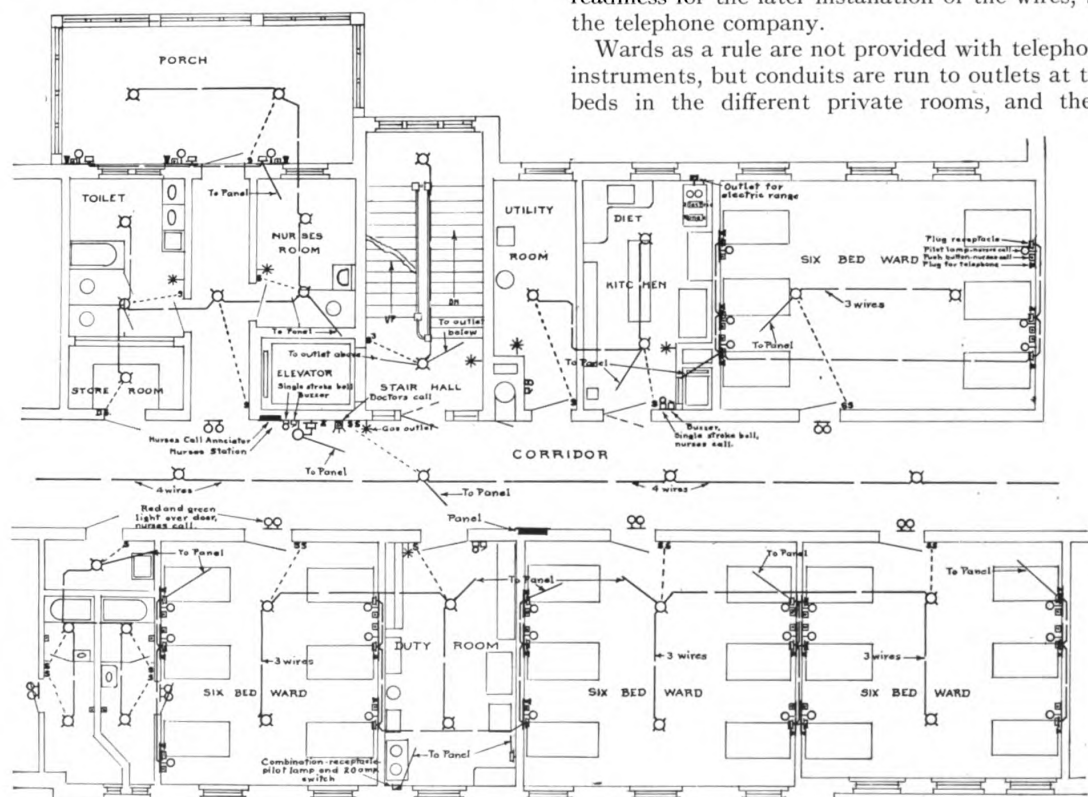 readiness for the later installation of the wires,
the telephone company.
Wards as a rule are not provided with
instruments, but conduits are run to outlets at
beds in the different private rooms, and
PORCH
TOILET
To Panel
NURSES
ROOM
UTILITY
ROOM
DIET
KITCHEN
Outlet for
electric range
SIX BED WARD
Plug receptacle
Pilot lamp-nurses call
Push button-nurses call
Plug for telephone
3 wires
To Panel
DN
UP
To outlet
below
To Panel
To outlet above
To Panel
STORE ROOM
ELEVATOR
Single stroke bell
Buzzer
STAIR HALL
Doctors call
Gas outlet
Nurses Call Annciator
Nurses Station
Buzzer,
Single stroke bell,
nurses call.
CORRIDOR
To Panel
4 wires
To Panel
4 wires
Red and green
light over door,
nurses call.
Panel
To Panel
To Panel
To Panel
To Panel
3 wires
DUTY ROOM
3 wires
3 wires
SIX BED WARD
SIX BED WARD
SIX BED WARD
To Panel
Combination-receptacle
pilot lamp and 20 amp.
switch